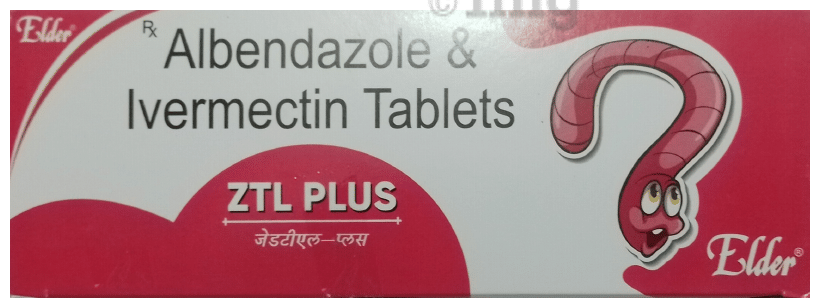 Elder®
Rx Albendazole &
Ivermectin Tablets
ZTL PLUS
जेडटीएल–प्लस
Elder®